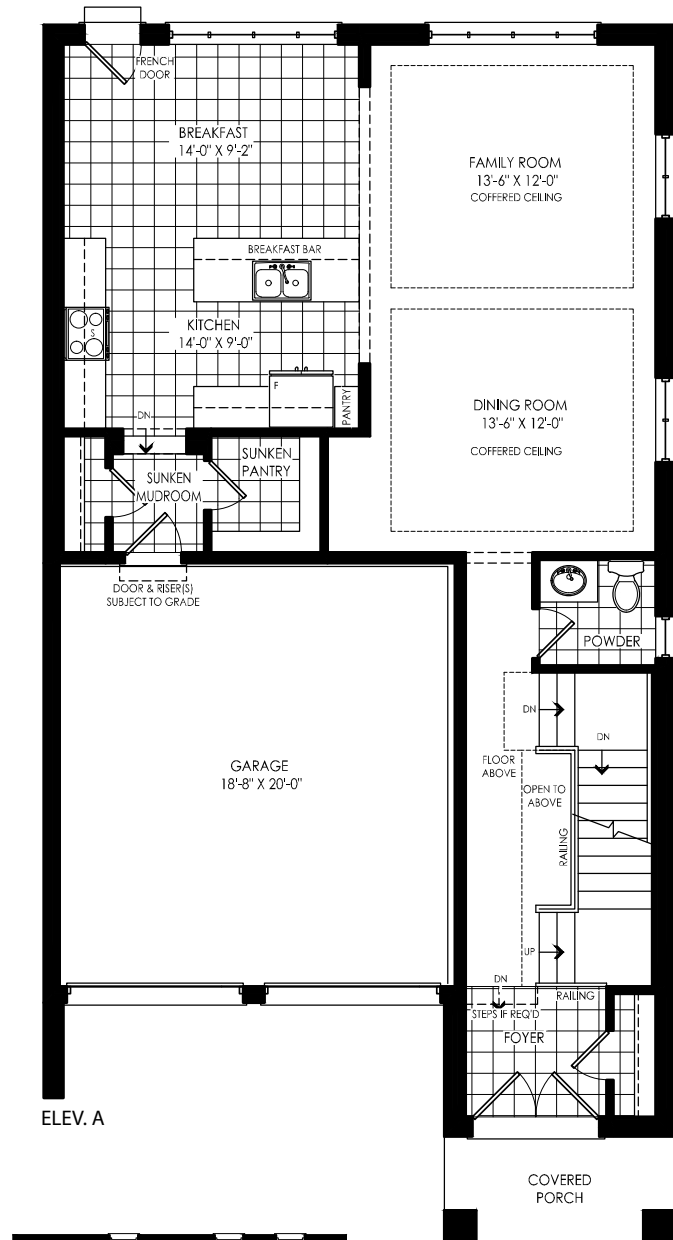 FRENCH
DOOR
BREAKFAST
14'-0" X 9'-2"
FAMILY ROOM
13'-6" X 12'-0"
COFFERED CEILING
BREAKFAST BAR
S
KITCHEN
14'-0" X 9'-0"
F
PANTRY
DINING ROOM
13'-6" X 12'-0"
COFFERED CEILING
DN
SUNKEN
PANTRY
SUNKEN
MUDROOM
DOOR & RISER(S)
SUBJECT TO GRADE
POWDER
GARAGE
18'-8" X 20'-0"
DN
DN
FLOOR
ABOVE
OPEN TO
ABOVE
RAILING
UP
DN
RAILING
STEPS IF REQ'D
FOYER
ELEV. A
COVERED
PORCH